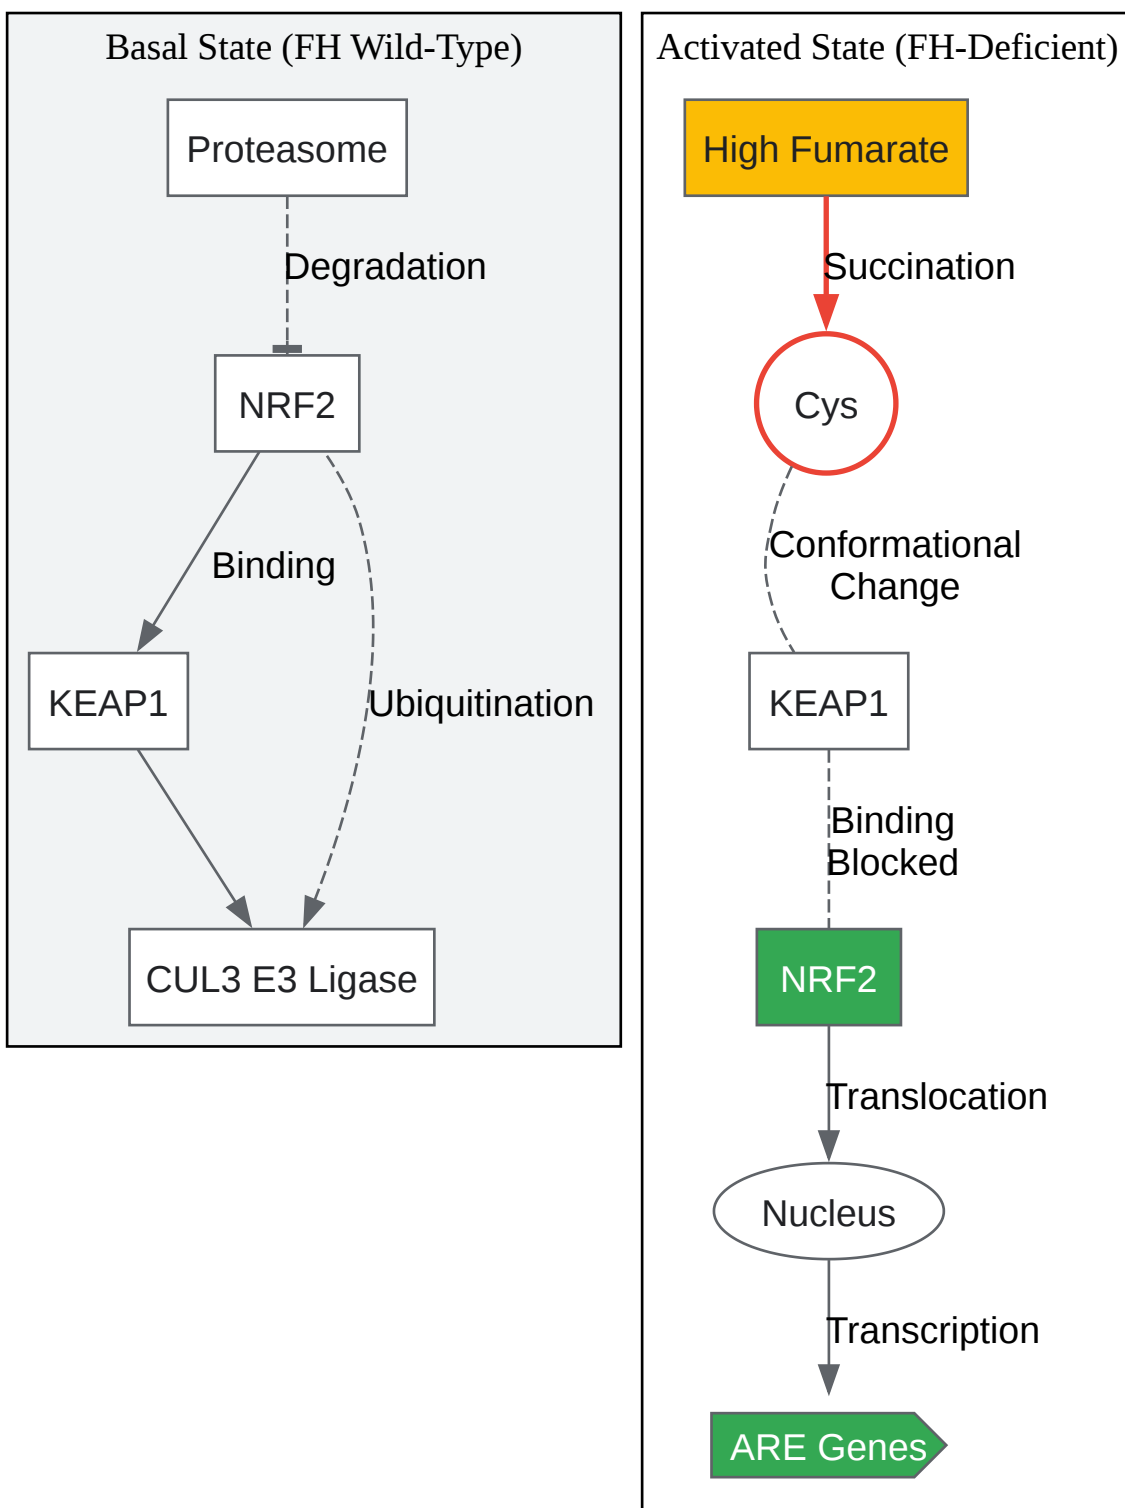 Basal State (FH Wild-Type)
Proteasome
Degradation
NRF2
Binding
KEAP1
Ubiquitination
CUL3 E3 Ligase
Activated State (FH-Deficient)
High Fumarate
Succination
Cys
Conformational
Change
KEAP1
Binding
Blocked
NRF2
Translocation
Nucleus
Transcription
ARE Genes